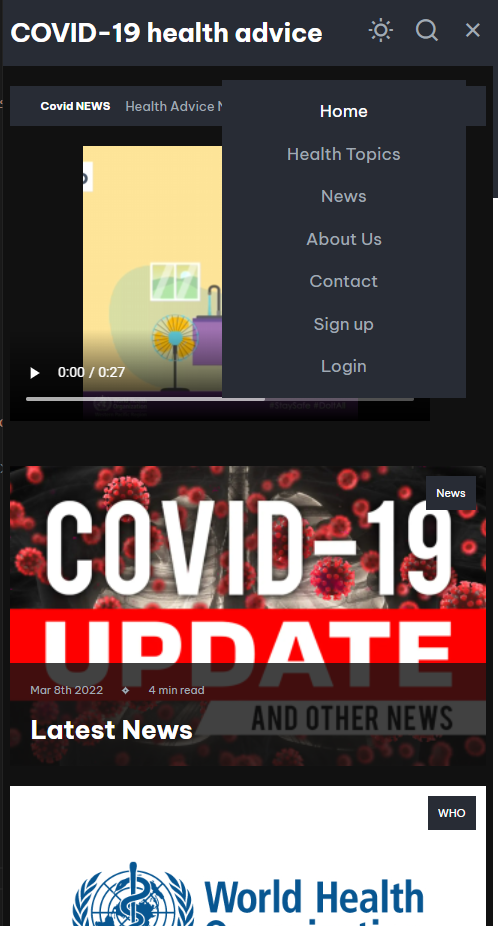 COVID-19 health advice
Covid NEWS Health Advice
Home
Health Topics
News
About Us
Contact
Sign up
Login
0:00 / 0:27
News
COVID-19
UPDATE
AND OTHER NEWS
Mar 8th 2022 4 min read
Latest News
WHO
World Health